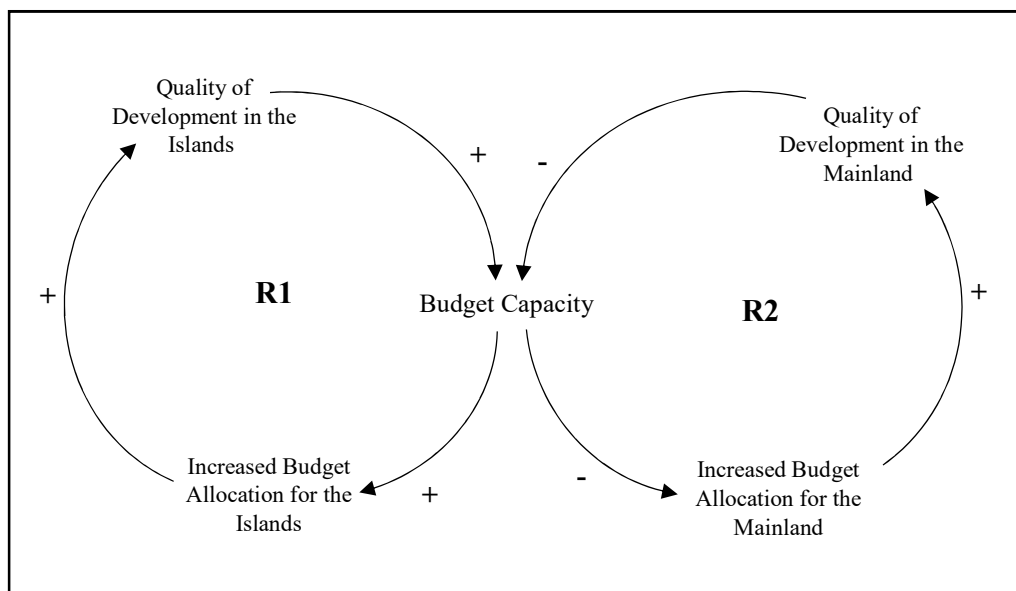 Quality of
Development in the
Islands
Quality of
Development in the
Mainland
+
-
+
R1
Budget Capacity
R2
+
Increased Budget
Allocation for the
Islands
+
-
Increased Budget
Allocation for the
Mainland